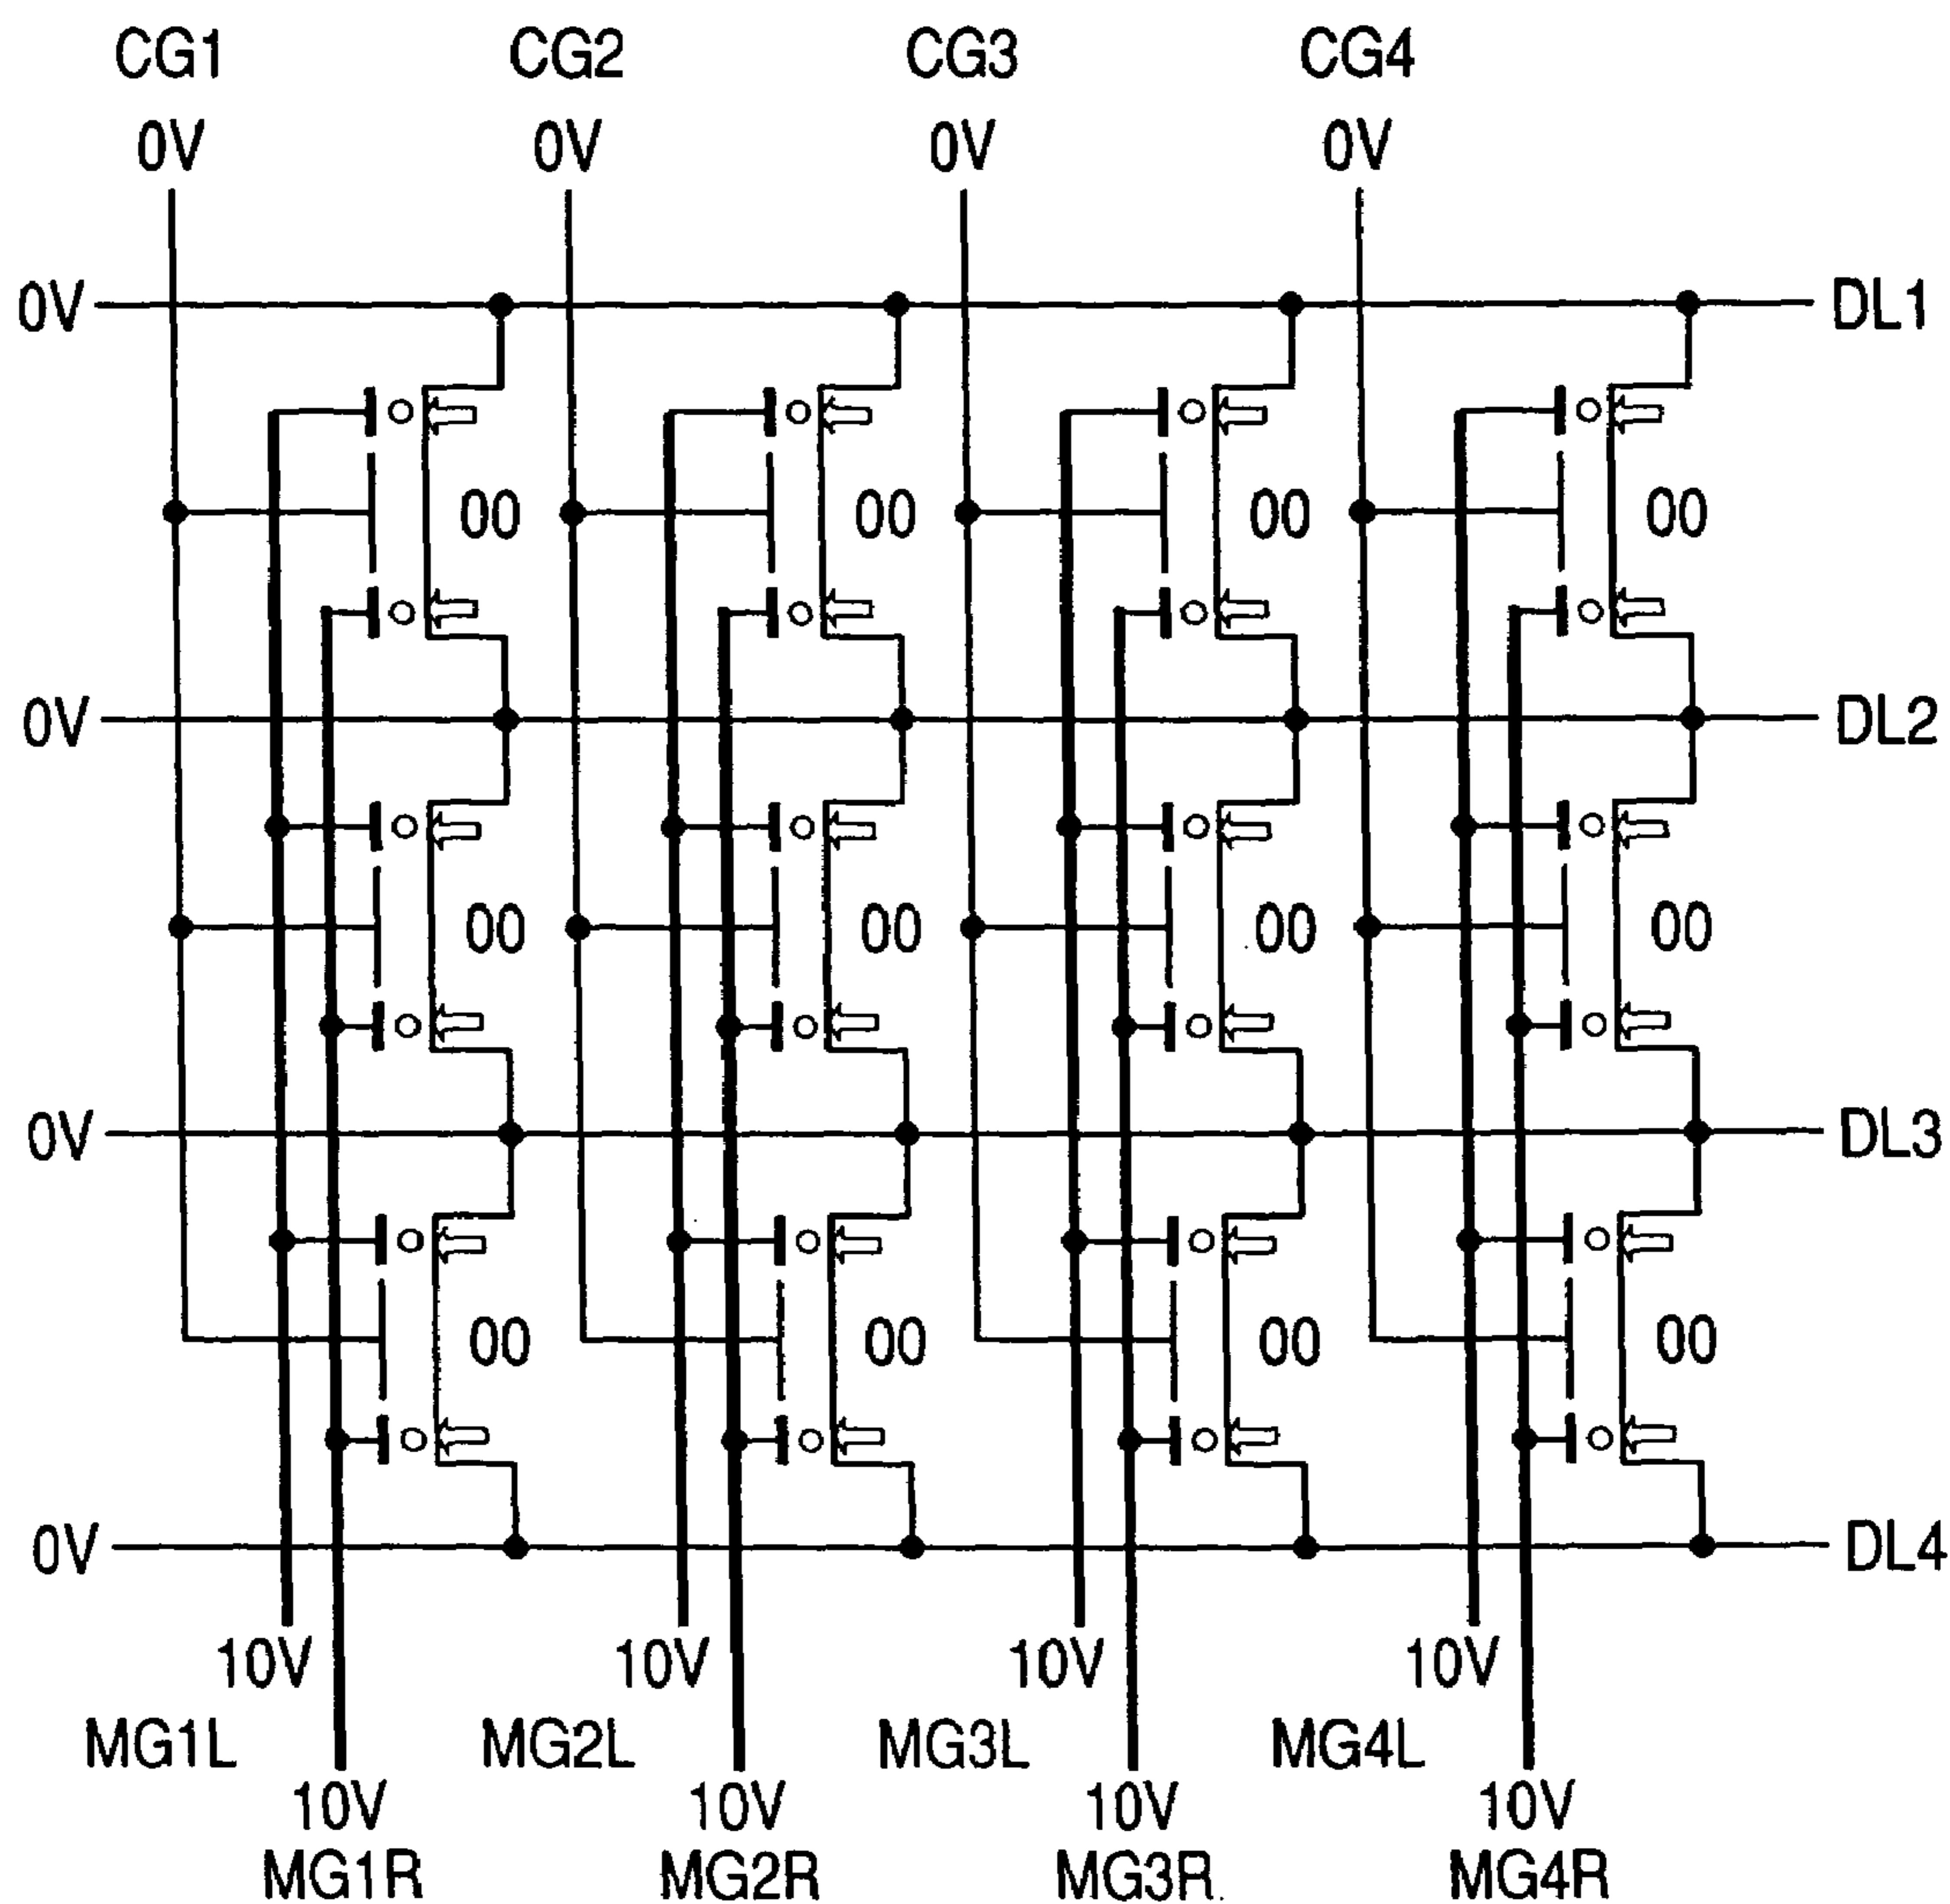 CG1 CG2 CG3 CG4
0V 0V 0V 0V
0V DL1
00 00 00 00
0V DL2
00 00 00 00
0V DL3
00 00 00 00
0V DL4
10V 10V 10V 10V
MG1L MG2L MG3L MG4L
10V 10V 10V 10V
MG1R MG2R MG3R MG4R